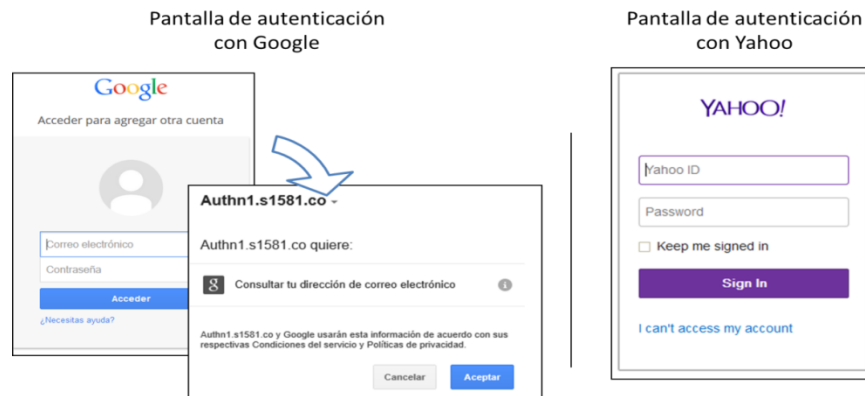 Pantalla de autenticación
con Google
Google
Acceder para agregar otra cuenta
Correo electrónico
Contraseña
Acceder
¿Necesitas ayuda?
Authn1.s1581.co
Authn1.s1581.co quiere:
8 Consultar tu dirección de correo electrónico i
Authn1.s1581.co y Google usarán esta información de acuerdo con sus
respectivas Condiciones del servicio y Políticas de privacidad.
Cancelar Aceptar
Pantalla de autenticación
con Yahoo
YAHOO!
Yahoo ID
Password
Keep me signed in
Sign In
I can't access my account